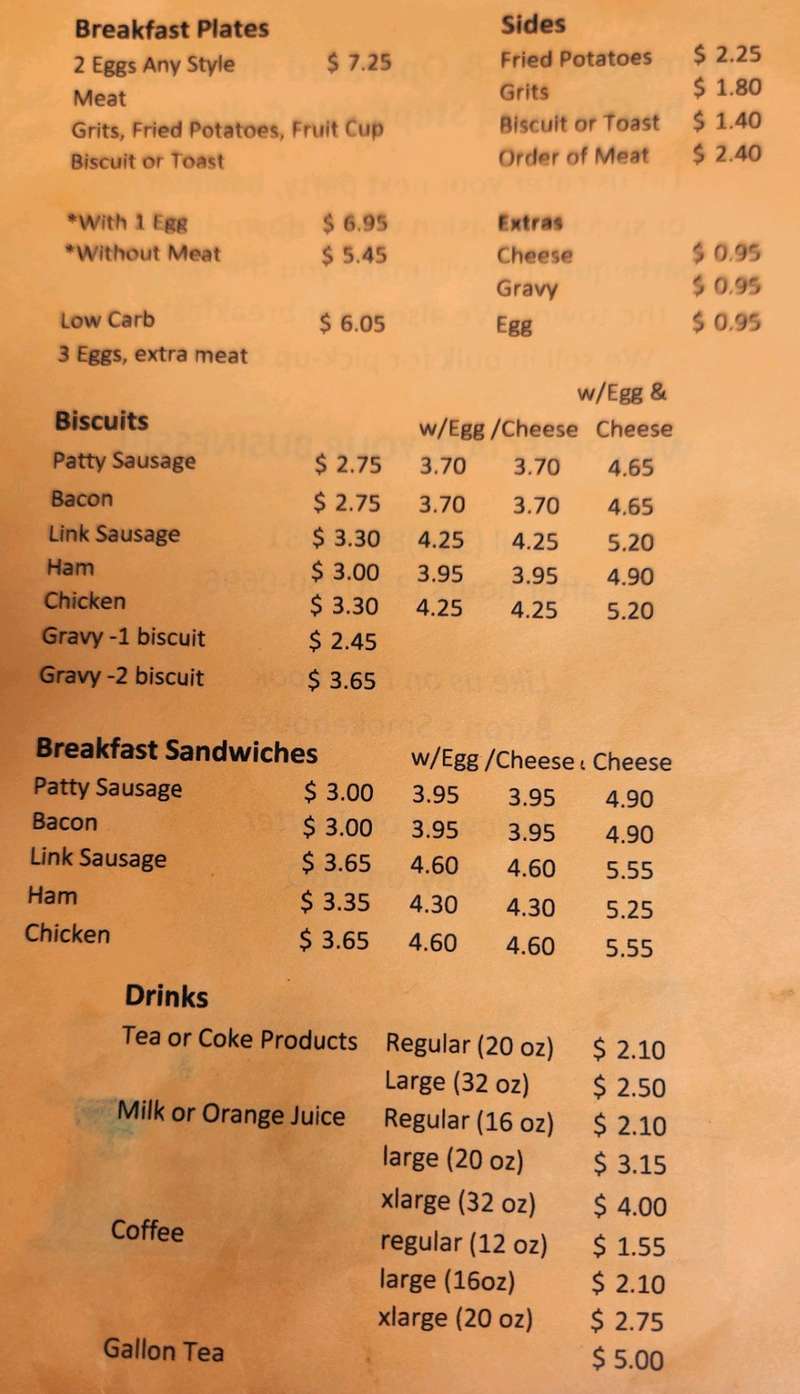 Breakfast Plates
2 Eggs Any Style $ 7.25
Meat
Grits, Fried Potatoes, Fruit Cup
Biscuit or Toast
*With 1 Egg $ 6.95
*Without Meat $ 5.45
Low Carb $ 6.05
3 Eggs, extra meat
Sides
Fried Potatoes $ 2.25
Grits $ 1.80
Biscuit or Toast $ 1.40
Order of Meat $ 2.40
Extras
Cheese $ 0.95
Gravy $ 0.95
Egg $ 0.95
w/Egg &
Biscuits w/Egg /Cheese Cheese
Patty Sausage $ 2.75 3.70 3.70 4.65
Bacon $ 2.75 3.70 3.70 4.65
Link Sausage $ 3.30 4.25 4.25 5.20
Ham $ 3.00 3.95 3.95 4.90
Chicken $ 3.30 4.25 4.25 5.20
Gravy -1 biscuit $ 2.45
Gravy -2 biscuit $ 3.65
Breakfast Sandwiches w/Egg /Cheese Cheese
Patty Sausage $ 3.00 3.95 3.95 4.90
Bacon $ 3.00 3.95 3.95 4.90
Link Sausage $ 3.65 4.60 4.60 5.55
Ham $ 3.35 4.30 4.30 5.25
Chicken $ 3.65 4.60 4.60 5.55
Drinks
Tea or Coke Products Regular (20 oz) $ 2.10
Large (32 oz) $ 2.50
Milk or Orange Juice Regular (16 oz) $ 2.10
large (20 oz) $ 3.15
xlarge (32 oz) $ 4.00
Coffee regular (12 oz) $ 1.55
large (16oz) $ 2.10
xlarge (20 oz) $ 2.75
Gallon Tea $ 5.00